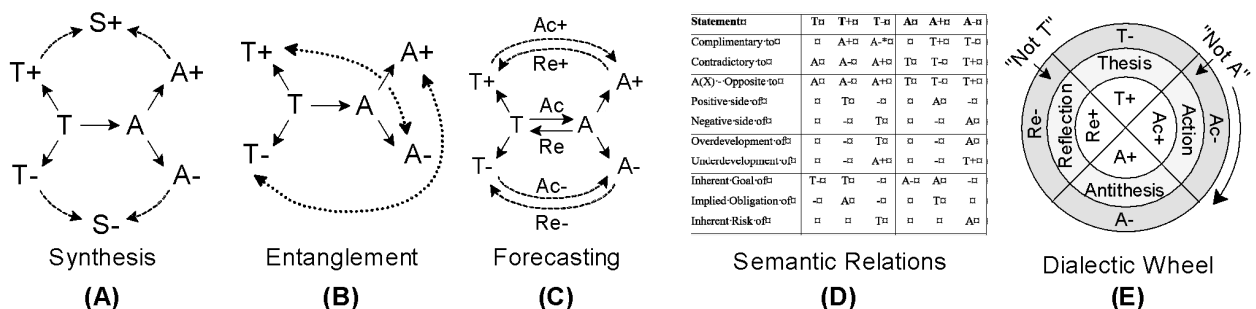 S+
T+ A+
T A
T- A-
S-
Synthesis
(A)
T+ A+
T A
T- A-
Entanglement
(B)
Ac+
Re+
T+ A+
Ac
T A
Re
T- A-
Ac-
Re-
Forecasting
(C)
Statement¤ T¤ T+¤ T-¤ A¤ A+¤ A-¤
Complimentary·to¤ ¤ A+¤ A-*¤ ¤ T+¤ T-¤
Contradictory·to¤ A¤ A-¤ A+¤ T¤ T-¤ T+¤
A(X)·-·Opposite·to¤ A¤ A-¤ A+¤ T¤ T-¤ T+¤
Positive·side·of¤ ¤ T¤ -¤ ¤ A¤ -¤
Negative·side·of¤ ¤ -¤ T¤ ¤ -¤ A¤
Overdevelopment·of¤ ¤ -¤ T¤ ¤ -¤ A¤
Underdevelopment·of¤ ¤ -¤ A+¤ ¤ -¤ T+¤
Inherent·Goal·of¤ T-¤ T¤ -¤ A-¤ A¤ -¤
Implied·Obligation·of¤ -¤ A¤ ¤ -¤ T¤ ¤
Inherent·Risk·of¤ ¤ ¤ T¤ ¤ ¤ A¤
Semantic Relations
(D)
"Not T"
T-
"Not A"
Thesis
T+
Re-
Reflection
Re+
Ac+
Action
Ac-
A+
Antithesis
A-
Dialectic Wheel
(E)